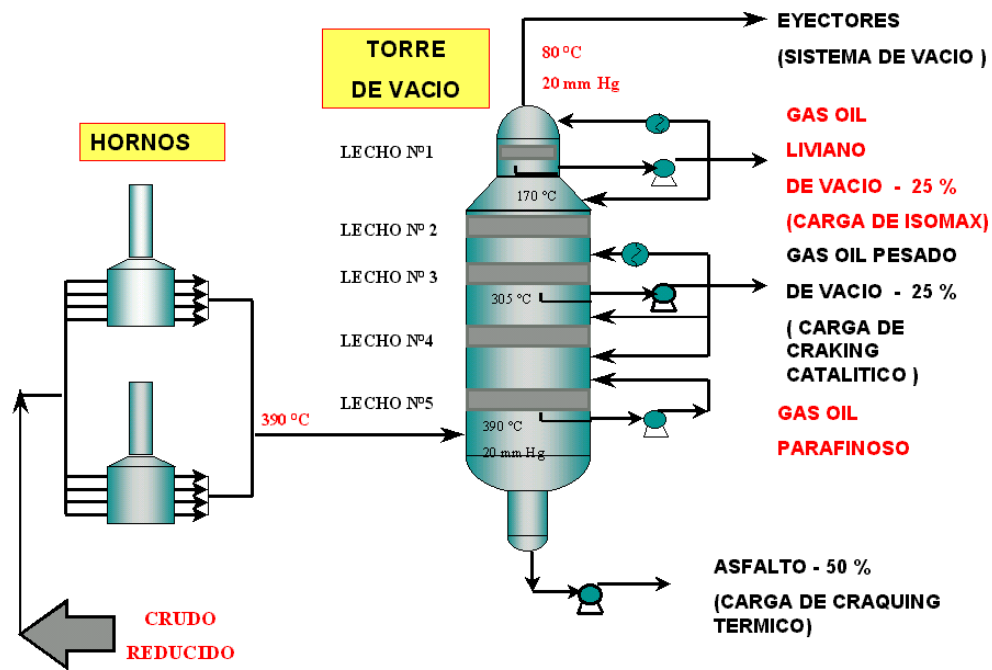 EYECTORES
(SISTEMA DE VACIO )
TORRE
DE VACIO
80 °C
20 mm Hg
HORNOS
LECHO Nº1
170 °C
GAS OIL
LIVIANO
DE VACIO - 25 %
(CARGA DE ISOMAX)
LECHO Nº 2
LECHO Nº 3
305 °C
GAS OIL PESADO
DE VACIO - 25 %
( CARGA DE
CRAKING
CATALITICO )
LECHO Nº4
LECHO Nº5
390 °C
390 °C
20 mm Hg
GAS OIL
PARAFINOSO
ASFALTO - 50 %
(CARGA DE CRAQUING
TERMICO)
CRUDO
REDUCIDO